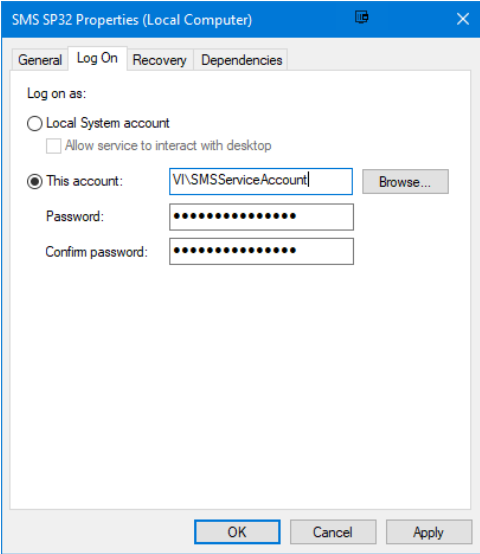 SMS SP32 Properties (Local Computer)
General Log On Recovery Dependencies
Log on as:
Local System account
Allow service to interact with desktop
This account: VI\SMSServiceAccount Browse...
Password: ●●●●●●●●●●●●●●●
Confirm password: ●●●●●●●●●●●●●●●
OK Cancel Apply